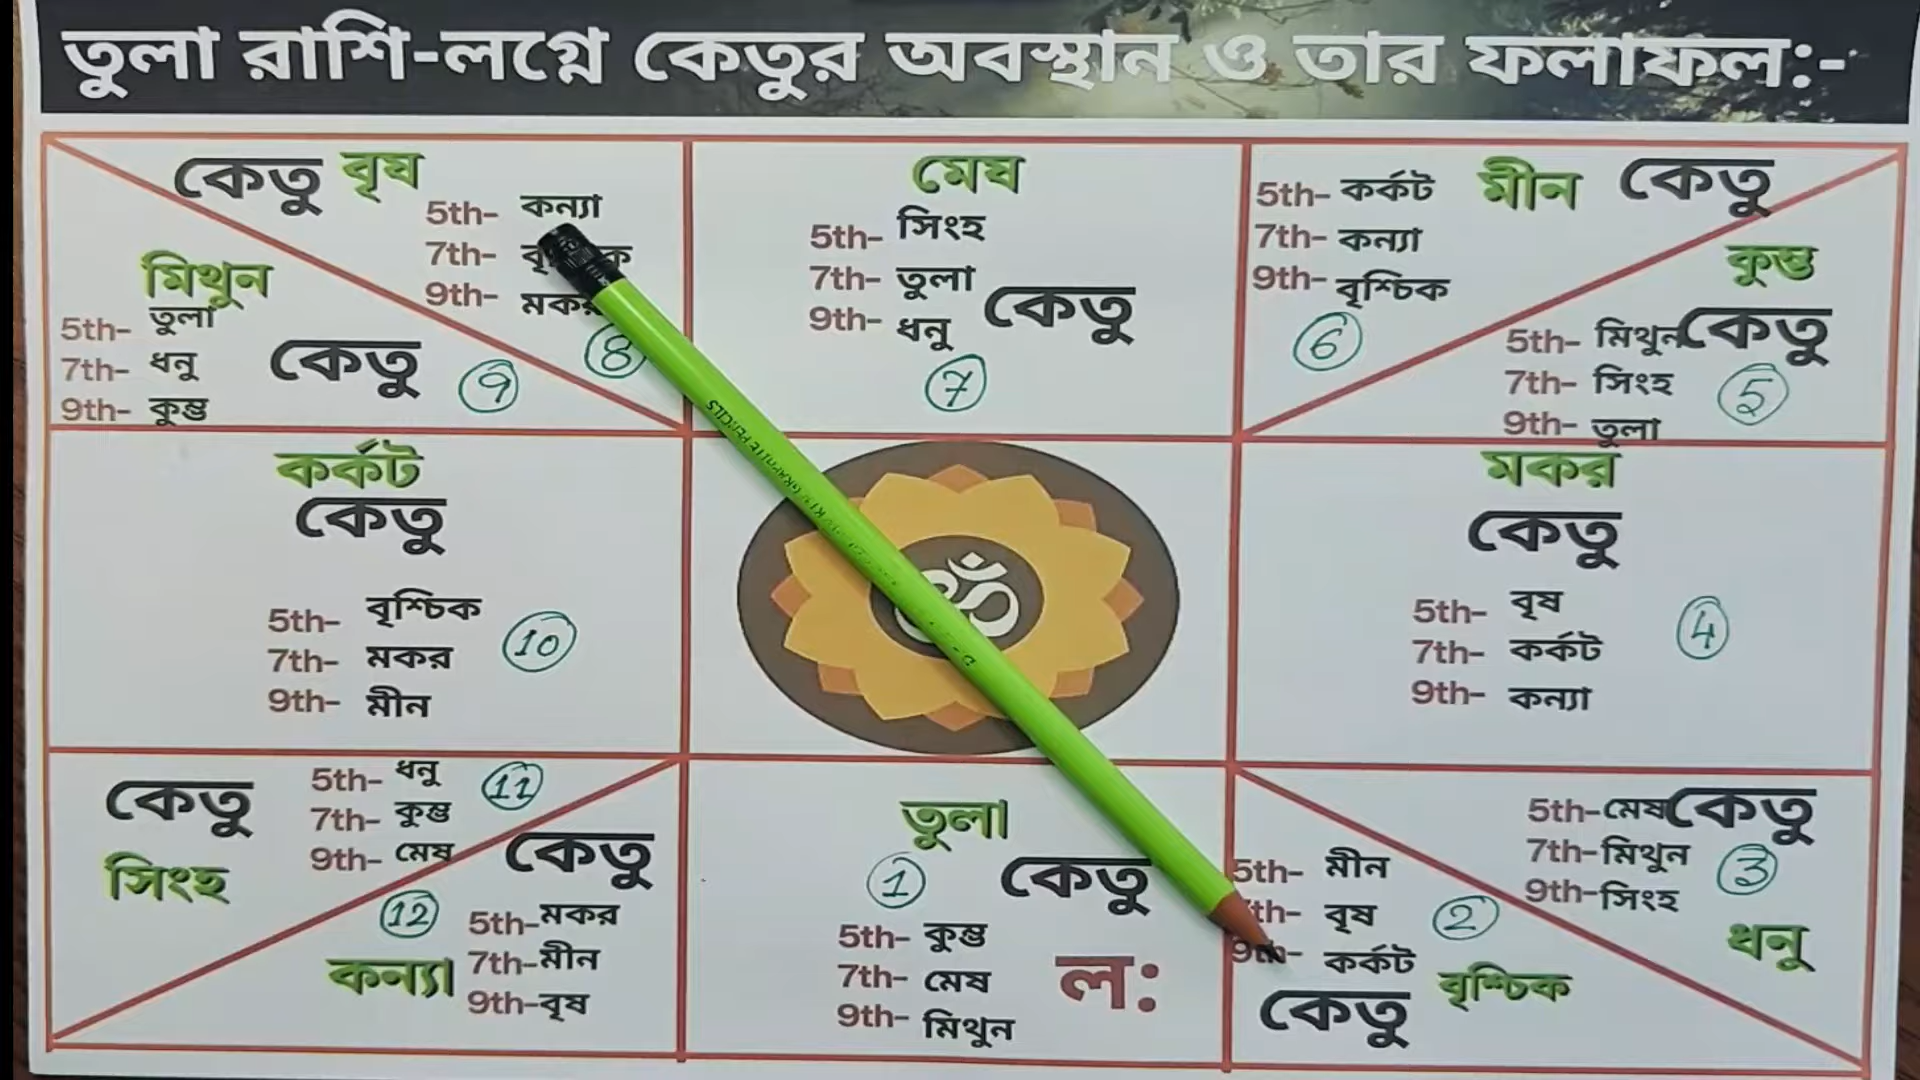 তুলা রাশি-লগ্নে কেতুর অবস্থান ও তার ফলাফল:-
কেতু বৃষ
5th- কন্যা
7th-
9th- মকর
8
মিথুন
5th- তুলা
7th- ধনু
9th- কুম্ভ
কেতু
9
মেষ
5th- সিংহ
7th- তুলা
9th- ধনু
কেতু
7
5th- কর্কট
7th- কন্যা
9th- বৃশ্চিক
মীন কেতু
6
কুম্ভ
কেতু
5th- মিথুন
7th- সিংহ
9th- তুলা
5
কর্কট
কেতু
5th- বৃশ্চিক
7th- মকর
9th- মীন
10
ॐ
মকর
কেতু
5th- বৃষ
7th- কর্কট
9th- কন্যা
4
কেতু
সিংহ
5th- ধনু
7th- কুম্ভ
9th- মেষ
11
কেতু
12
5th-মকর
7th-মীন
9th-বৃষ
কন্যা
তুলা
1
কেতু
5th- কুম্ভ
7th- মেষ
9th- মিথুন
ল:
5th- মীন
7th- বৃষ
9th- কর্কট
2
কেতু বৃশ্চিক
5th-মেষ
7th-মিথুন
9th-সিংহ
কেতু
3
ধনু